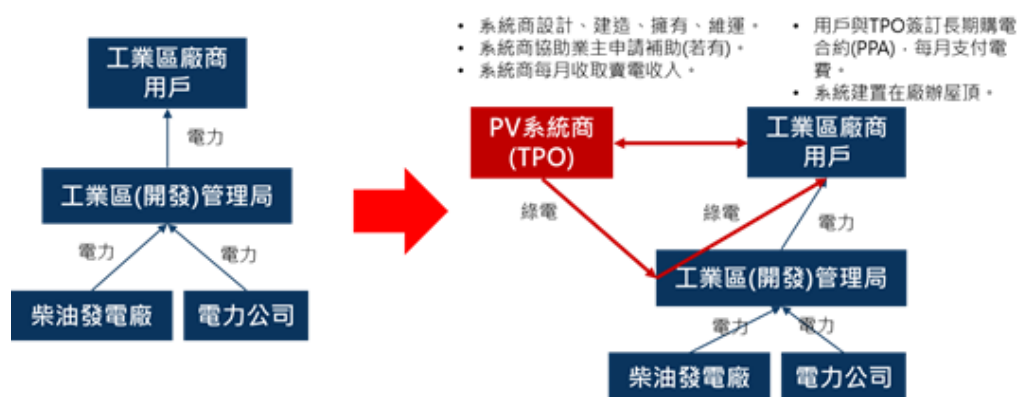 • 系統商設計、建造、擁有、維運。
• 系統商協助業主申請補助(若有)。
• 系統商每月收取賣電收入。
• 用戶與TPO簽訂長期購電
合約(PPA)，每月支付電
費。
• 系統建置在廠辦屋頂。
工業區廠商
用戶
電力
工業區(開發)管理局
電力
電力
柴油發電廠
電力公司
PV系統商
(TPO)
工業區廠商
用戶
綠電
綠電
電力
工業區(開發)管理局
電力
電力
柴油發電廠
電力公司